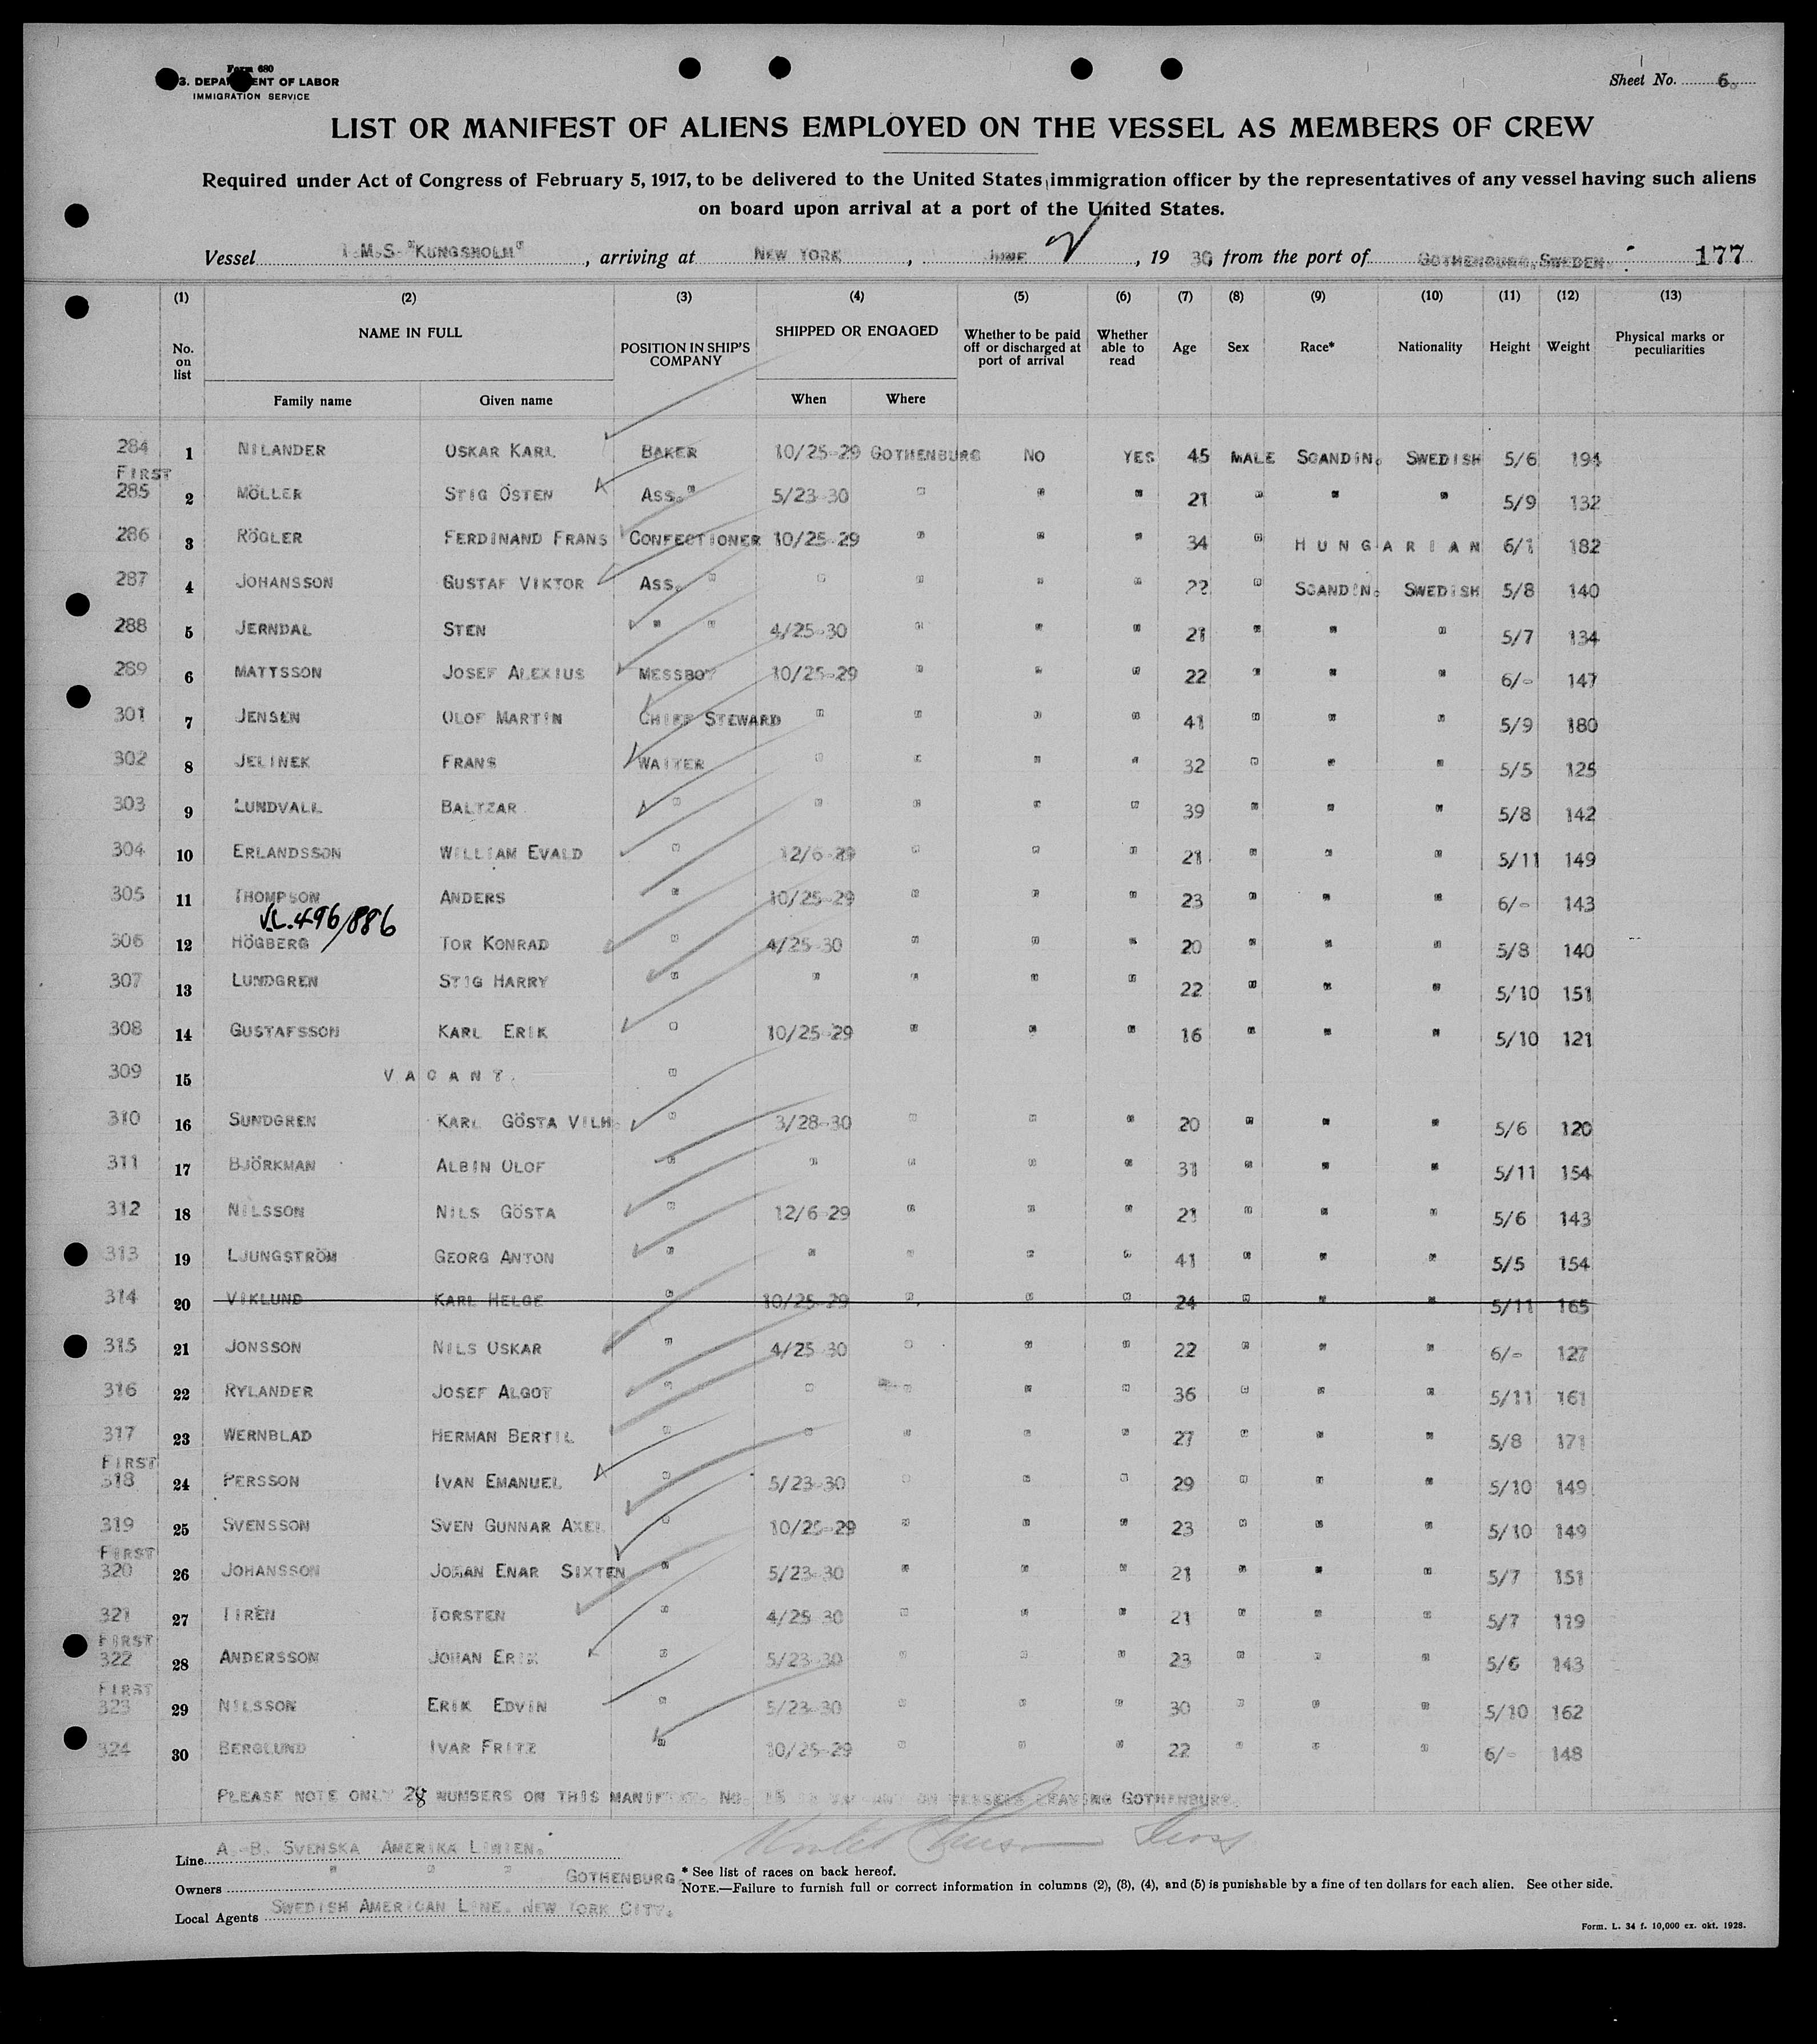 Form 680
DEPARTMENT OF LABOR
IMMIGRATION SERVICE
Sheet No. 6.
LIST OR MANIFEST OF ALIENS EMPLOYED ON THE VESSEL AS MEMBERS OF CREW
Required under Act of Congress of February 5, 1917, to be delivered to the United States immigration officer by the representatives of any vessel having such aliens
on board upon arrival at a port of the United States.
Vessel M.S. "KUNGSHOLM", arriving at NEW YORK, JUNE 2, 1930, from the port of GOTHENBURG, SWEDEN. 177
(1) (2) (3) (4) (5) (6) (7) (8) (9) (10) (11) (12) (13)
No. on list NAME IN FULL POSITION IN SHIP'S COMPANY SHIPPED OR ENGAGED Whether to be paid off or discharged at port of arrival Whether able to read Age Sex Race* Nationality Height Weight Physical marks or peculiarities
Family name Given name When Where
284 1 NILANDER OSKAR KARL BAKER 10/25-29 GOTHENBURG NO YES 45 MALE SCANDIN. SWEDISH 5/6 194
FIRST
285 2 MÖLLER STIG ÖSTEN ASS. " 5/23-30 " " " 21 " " " 5/9 132
286 3 RÖGLER FERDINAND FRANS CONFECTIONER 10/25-29 " " " 34 " HUNGARIAN 6/1 182
287 4 JOHANSSON GUSTAF VIKTOR ASS. " " " " " 22 " SCANDIN. SWEDISH 5/8 140
288 5 JERNDAL STEN " " 4/25-30 " " " 21 " " " 5/7 134
289 6 MATTSSON JOSEF ALEXIUS MESSBOY 10/25-29 " " " 22 " " " 6/- 147
301 7 JENSEN OLOF MARTIN CHIEF STEWARD " " " " 41 " " " 5/9 180
302 8 JELINEK FRANS WAITER " " " " 32 " " " 5/5 125
303 9 LUNDVALL BALTZAR " " " " " 39 " " " 5/8 142
304 10 ERLANDSSON WILLIAM EVALD " 12/6-29 " " " 21 " " " 5/11 149
305 11 THOMPSON ANDERS " 10/25-29 " " " 23 " " " 6/- 143
V.L. 496/886
306 12 HÖGBERG TOR KONRAD " 4/25-30 " " " 20 " " " 5/8 140
307 13 LUNDGREN STIG HARRY " " " " " 22 " " " 5/10 151
308 14 GUSTAFSSON KARL ERIK " 10/25-29 " " " 16 " " " 5/10 121
309 15 VACANT. "
310 16 SUNDGREN KARL GÖSTA VILH. " 3/28-30 " " " 20 " " " 5/6 120
311 17 BJÖRKMAN ALBIN OLOF " " " " " 31 " " " 5/11 154
312 18 NILSSON NILS GÖSTA " 12/6-29 " " " 21 " " " 5/6 143
313 19 LJUNGSTRÖM GEORG ANTON " " " " " 41 " " " 5/5 154
314 20 VIKLUND KARL HELGE " 10/25-29 " " " 24 " " " 5/11 165
315 21 JONSSON NILS OSKAR " 4/25-30 " " " 22 " " " 6/- 127
316 22 RYLANDER JOSEF ALGOT " " " " " 36 " " " 5/11 161
317 23 WERNBLAD HERMAN BERTIL " " " " " 27 " " " 5/8 171
FIRST
318 24 PERSSON IVAN EMANUEL " 5/23-30 " " " 29 " " " 5/10 149
319 25 SVENSSON SVEN GUNNAR AXEL " 10/25-29 " " " 23 " " " 5/10 149
FIRST
320 26 JOHANSSON JOHAN ENAR SIXTEN " 5/23-30 " " " 21 " " " 5/7 151
321 27 TIRÉN TORSTEN " 4/25-30 " " " 21 " " " 5/7 119
FIRST
322 28 ANDERSSON JOHAN ERIK " 5/23-30 " " " 23 " " " 5/6 143
FIRST
323 29 NILSSON ERIK EDVIN " 5/23-30 " " " 30 " " " 5/10 162
324 30 BERGLUND IVAR FRITZ " 10/25-29 " " " 22 " " " 6/- 148
PLEASE NOTE ONLY 28 NUMBERS ON THIS MANIFEST. NO. 15 IS VACANT ON VESSELS LEAVING GOTHENBURG.
Line A.-B. SVENSKA AMERIKA LINIEN.
Owners " " " GOTHENBURG.
Local Agents SWEDISH AMERICAN LINE, NEW YORK CITY.
* See list of races on back hereof.
NOTE.—Failure to furnish full or correct information in columns (2), (3), (4), and (5) is punishable by a fine of ten dollars for each alien. See other side.
Form. L. 34 f. 10,000 ex. okt. 1928.